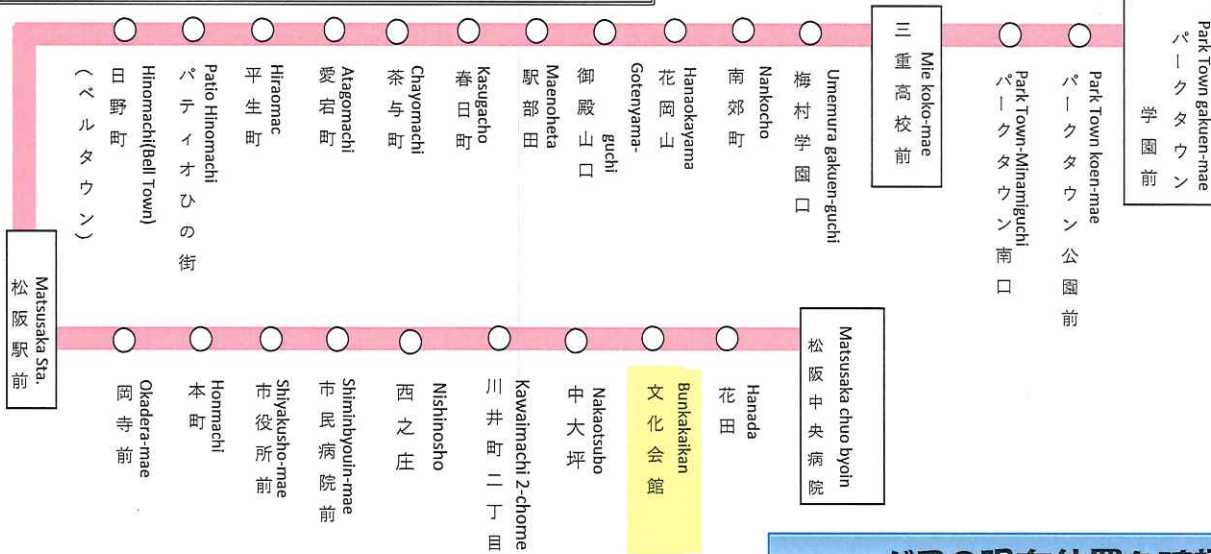 Park Town gakuen-mae
パークタウン
学園前
Park Town koen-mae
パークタウン公園前
Park Town-Minamiguchi
パークタウン南口
Mie koko-mae
三重高校前
Umemura gakuen-guchi
梅村学園口
Nankocho
南郊町
Hanaokayama
花岡山
Gotenyama-
guchi
御殿山口
Maenoheta
駅部田
Kasugacho
春日町
Chayomachi
茶与町
Atagomachi
愛宕町
Hiraomac
平生町
Patio Hinomachi
パティオひの街
Hinomachi(Bell Town)
日野町
(ベルタウン)
Matsusaka Sta.
松阪駅前
Okadera-mae
岡寺前
Honmachi
本町
Shiyakusho-mae
市役所前
Shiminbyouin-mae
市民病院前
Nishinosho
西之庄
Kawaimachi 2-chome
川井町二丁目
Nakaotsubo
中大坪
Bunkakaikan
文化会館
Hanada
花田
Matsusaka chuo byoin
松阪中央病院